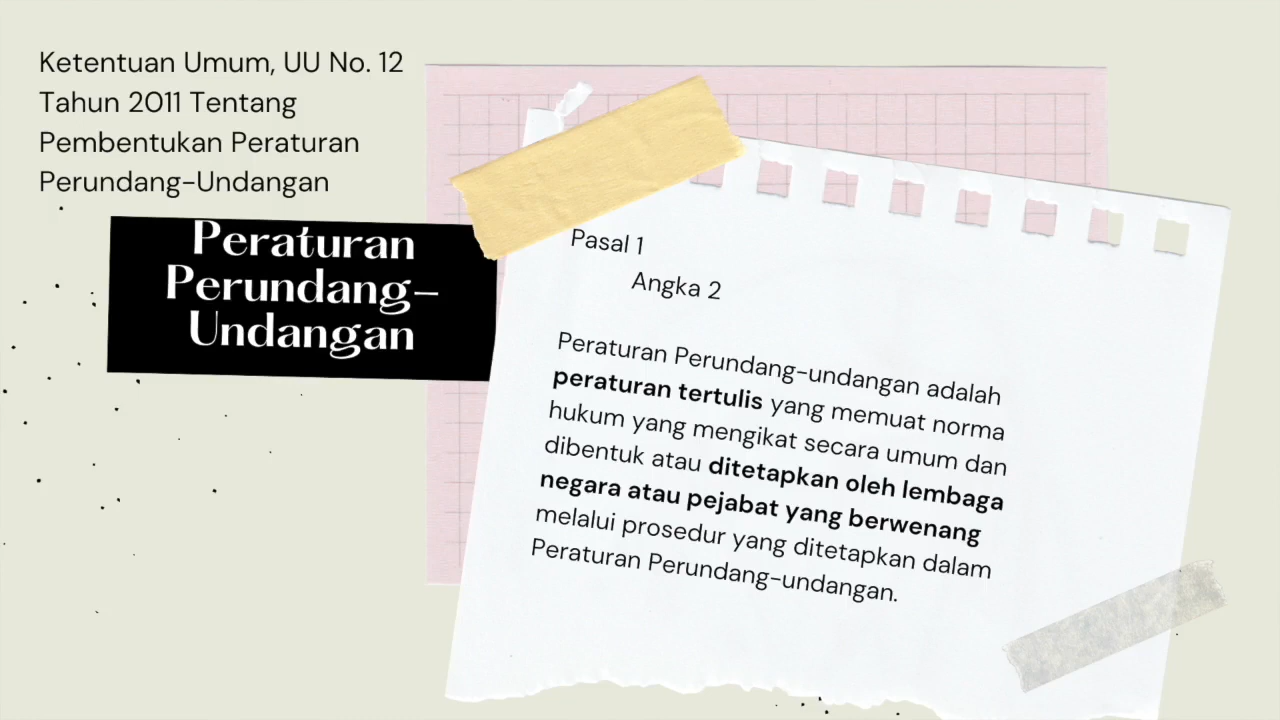 Ketentuan Umum, UU No. 12
Tahun 2011 Tentang
Pembentukan Peraturan
Perundang-Undangan
Peraturan
Perundang-
Undangan
Pasal 1
Angka 2
Peraturan Perundang-undangan adalah
peraturan tertulis yang memuat norma
hukum yang mengikat secara umum dan
dibentuk atau ditetapkan oleh lembaga
negara atau pejabat yang berwenang
melalui prosedur yang ditetapkan dalam
Peraturan Perundang-undangan.